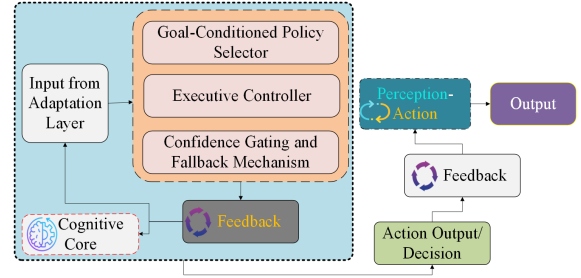 Goal-Conditioned Policy
Selector
Input from
Adaptation
Layer
Executive Controller
Confidence Gating and
Fallback Mechanism
Feedback
Cognitive
Core
Perception-
Action
Output
Feedback
Action Output/
Decision